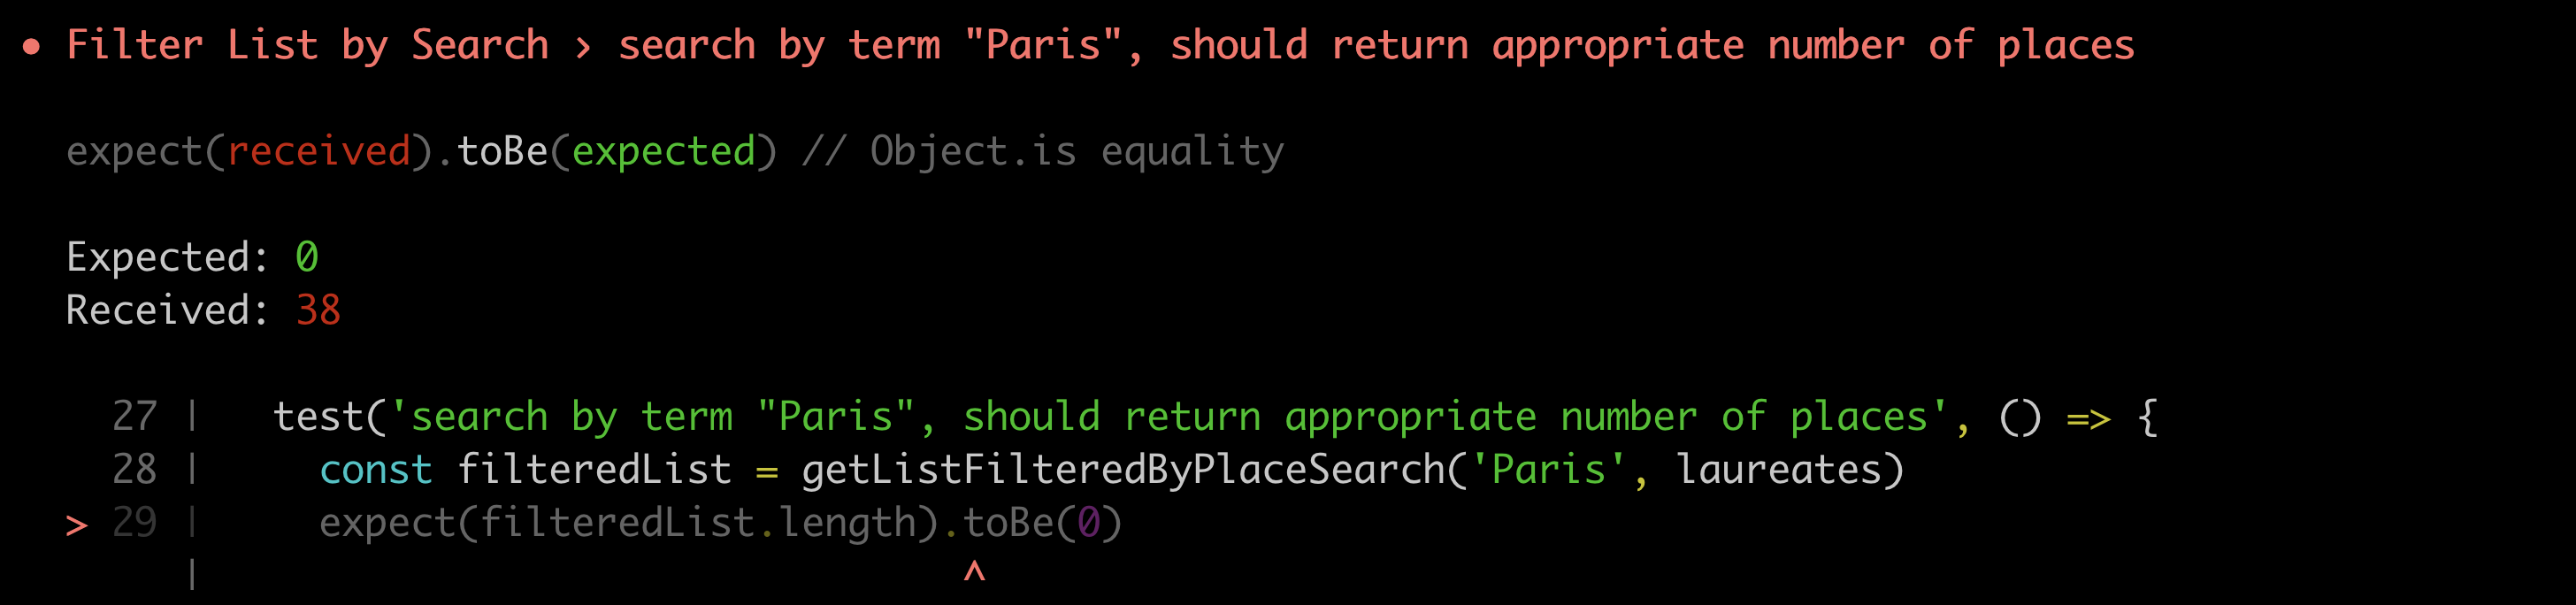 • Filter List by Search › search by term "Paris", should return appropriate number of places
expect(received).toBe(expected) // Object.is equality
Expected: 0
Received: 38
27 |   test('search by term "Paris", should return appropriate number of places', () => {
28 |     const filteredList = getListFilteredByPlaceSearch('Paris', laureates)
> 29 |     expect(filteredList.length).toBe(0)
|                                 ^